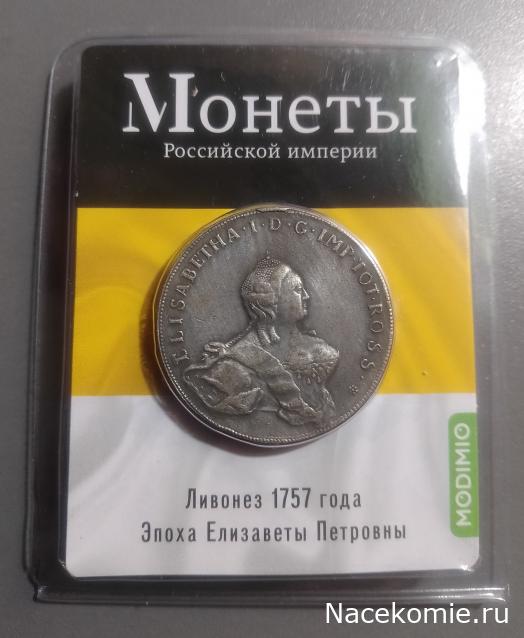 Монеты
Российской империи
ELISABETHA·I·D·G·IMP·TOT·ROSS
Ливонез 1757 года
Эпоха Елизаветы Петровны
MODIMIO
Nacekomie.ru